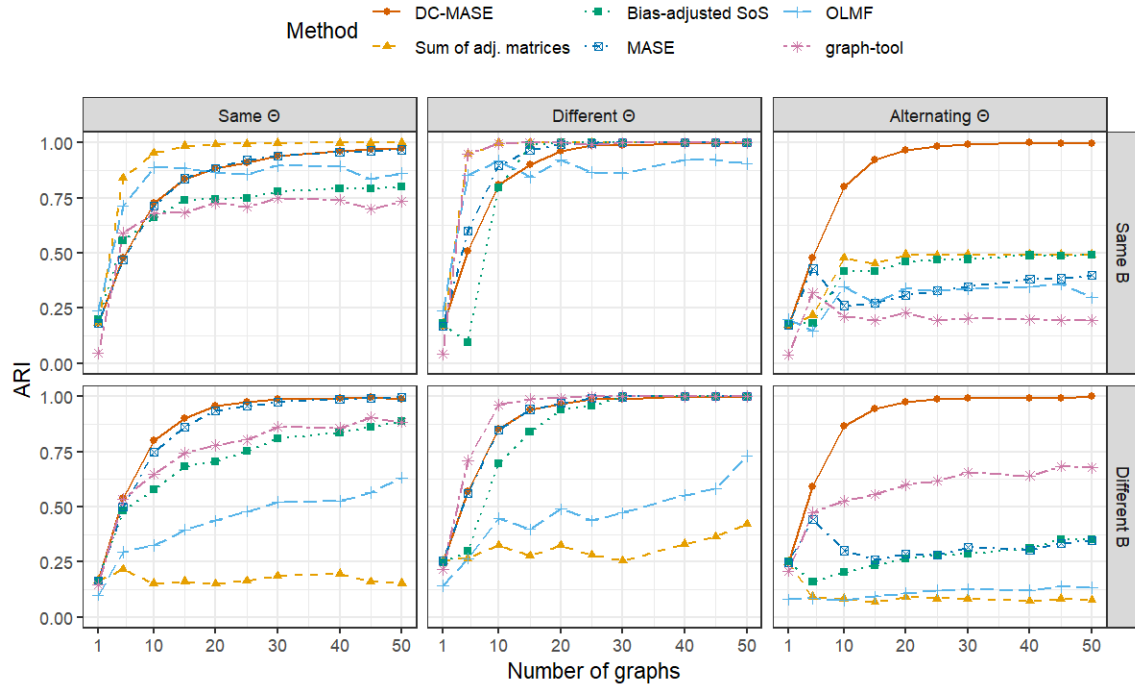 Method
DC-MASE
Bias-adjusted SoS
OLMF
Sum of adj. matrices
MASE
graph-tool
Same Θ
Different Θ
Alternating Θ
1.00
0.75
0.50
0.25
0.00
Same B
ARI
1.00
0.75
0.50
0.25
0.00
Different B
1 10 20 30 40 50
1 10 20 30 40 50
1 10 20 30 40 50
Number of graphs